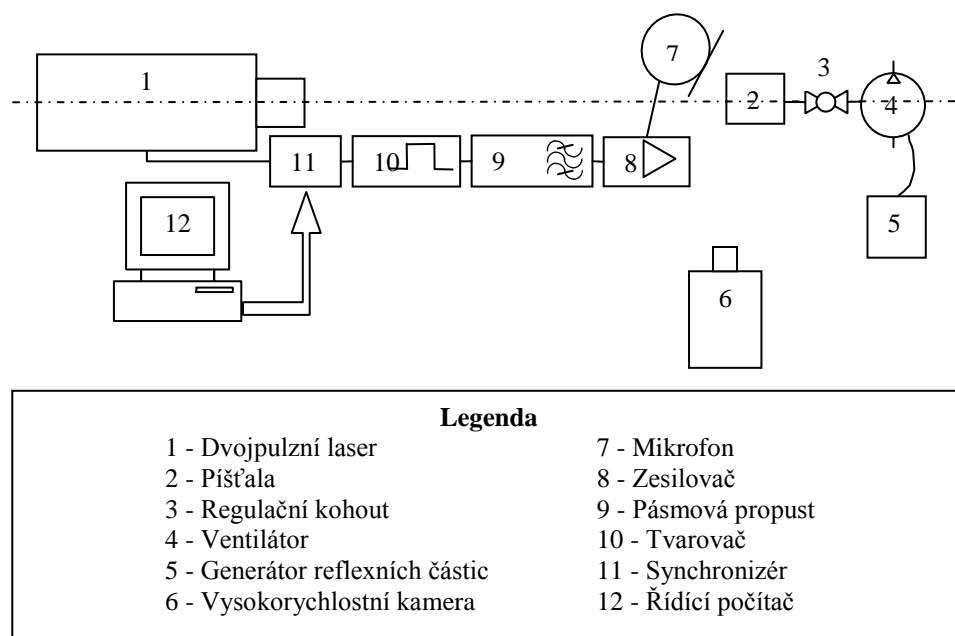 7
1
3
2
4
11
10
9
8
12
5
6
Legenda
1 - Dvojpulzní laser
2 - Píšťala
3 - Regulační kohout
4 - Ventilátor
5 - Generátor reflexních částic
6 - Vysokorychlostní kamera
7 - Mikrofon
8 - Zesilovač
9 - Pásmová propust
10 - Tvarovač
11 - Synchronizér
12 - Řídící počítač